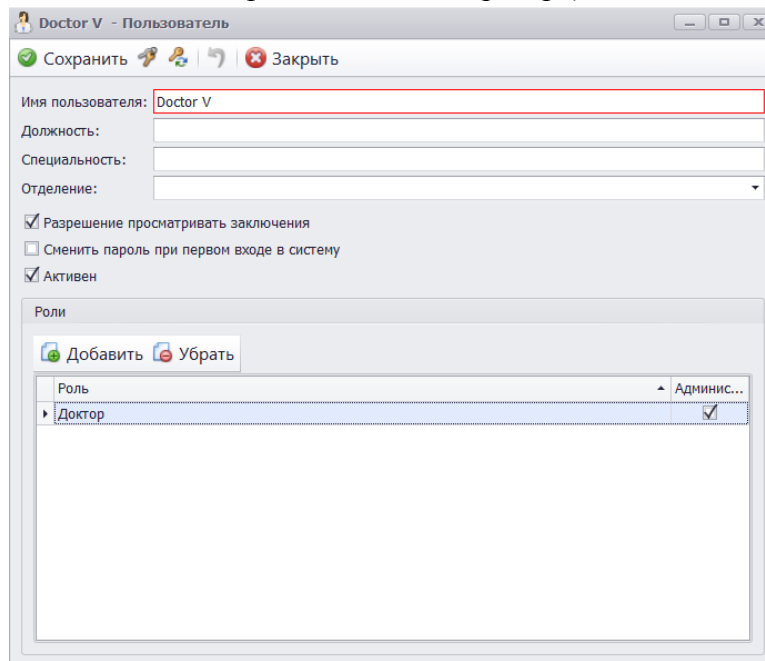 Doctor V - Пользователь
Сохранить Закрыть
Имя пользователя: Doctor V
Должность:
Специальность:
Отделение:
Разрешение просматривать заключения
Сменить пароль при первом входе в систему
Активен
Роли
Добавить Убрать
Роль Админис...
Доктор